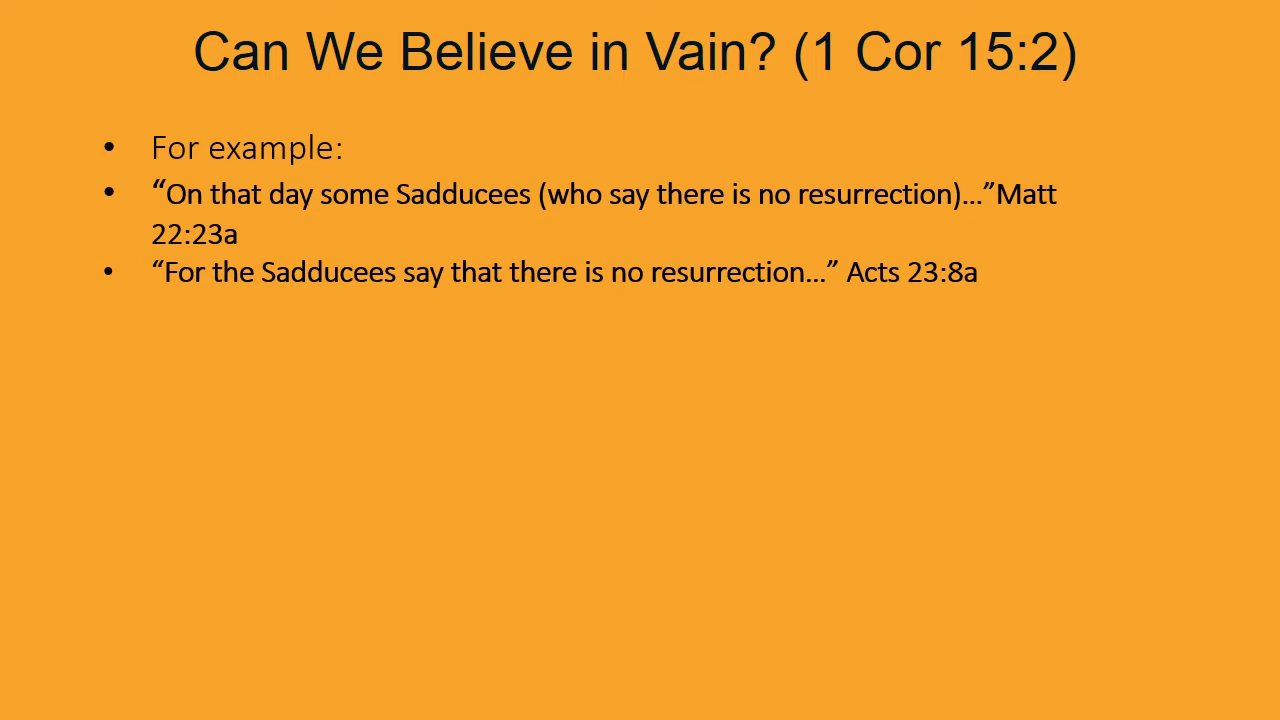 Can We Believe in Vain? (1 Cor 15:2)
• For example:
• “On that day some Sadducees (who say there is no resurrection)…”Matt
22:23a
• “For the Sadducees say that there is no resurrection…” Acts 23:8a